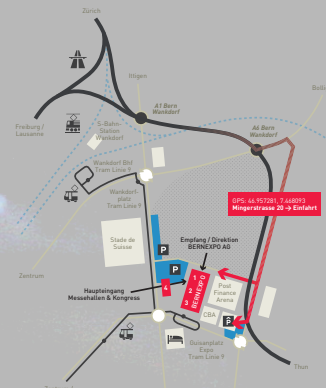 Zürich
Ittigen
A1 Bern
Wankdorf
Freiburg /
Lausanne
S-Bahn-
Station
Wankdorf
A6 Bern
Wankdorf
Wankdorf Bhf
Tram Linie 9
Wankdorf-
platz
Tram Linie 9
GPS: 46.957281, 7.468093
Mingerstrasse 20 → Einfahrt
Stade de
Suisse
Empfang / Direktion
BERNEXPO AG
P
P
Zentrum
Haupteingang
Messehallen & Kongress
4
1
2
3
BERNEXPO
Post
Finance
Arena
CBA
P
Guisanplatz
Expo
Tram Linie 9
Thun